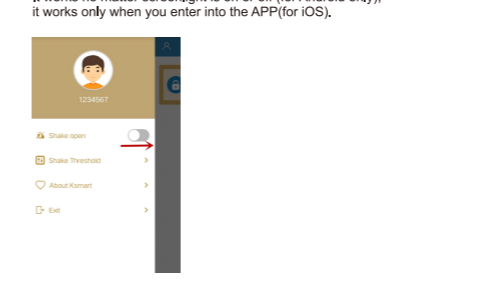 it works only when you enter into the APP(for iOS).
1234567
Shake open
Shake Threshold
About Ksmart
Exit